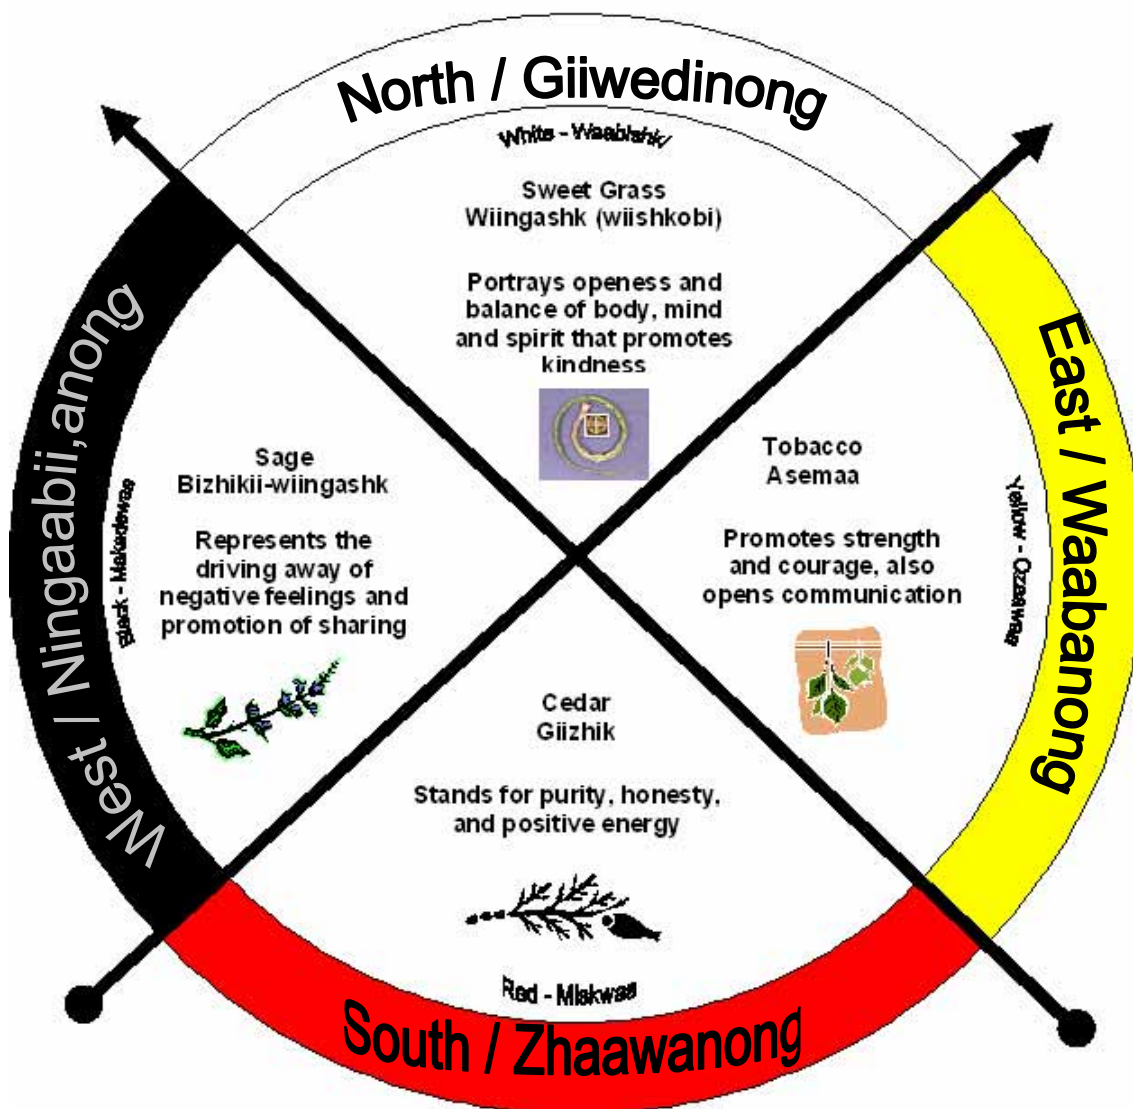 North / Giiwedinong
White - Waabishki
Sweet Grass
Wiingashk (wiishkobi)
Portrays openess and
balance of body, mind
and spirit that promotes
kindness
West / Ningaabii,anong
Black - Makadewaa
Sage
Bizhikii-wiingashk
Represents the
driving away of
negative feelings and
promotion of sharing
Tobacco
Asemaa
Promotes strength
and courage, also
opens communication
Yellow - Ozaawaa
East / Waabanong
Cedar
Giizhik
Stands for purity, honesty,
and positive energy
Red - Miskwaa
South / Zhaawanong